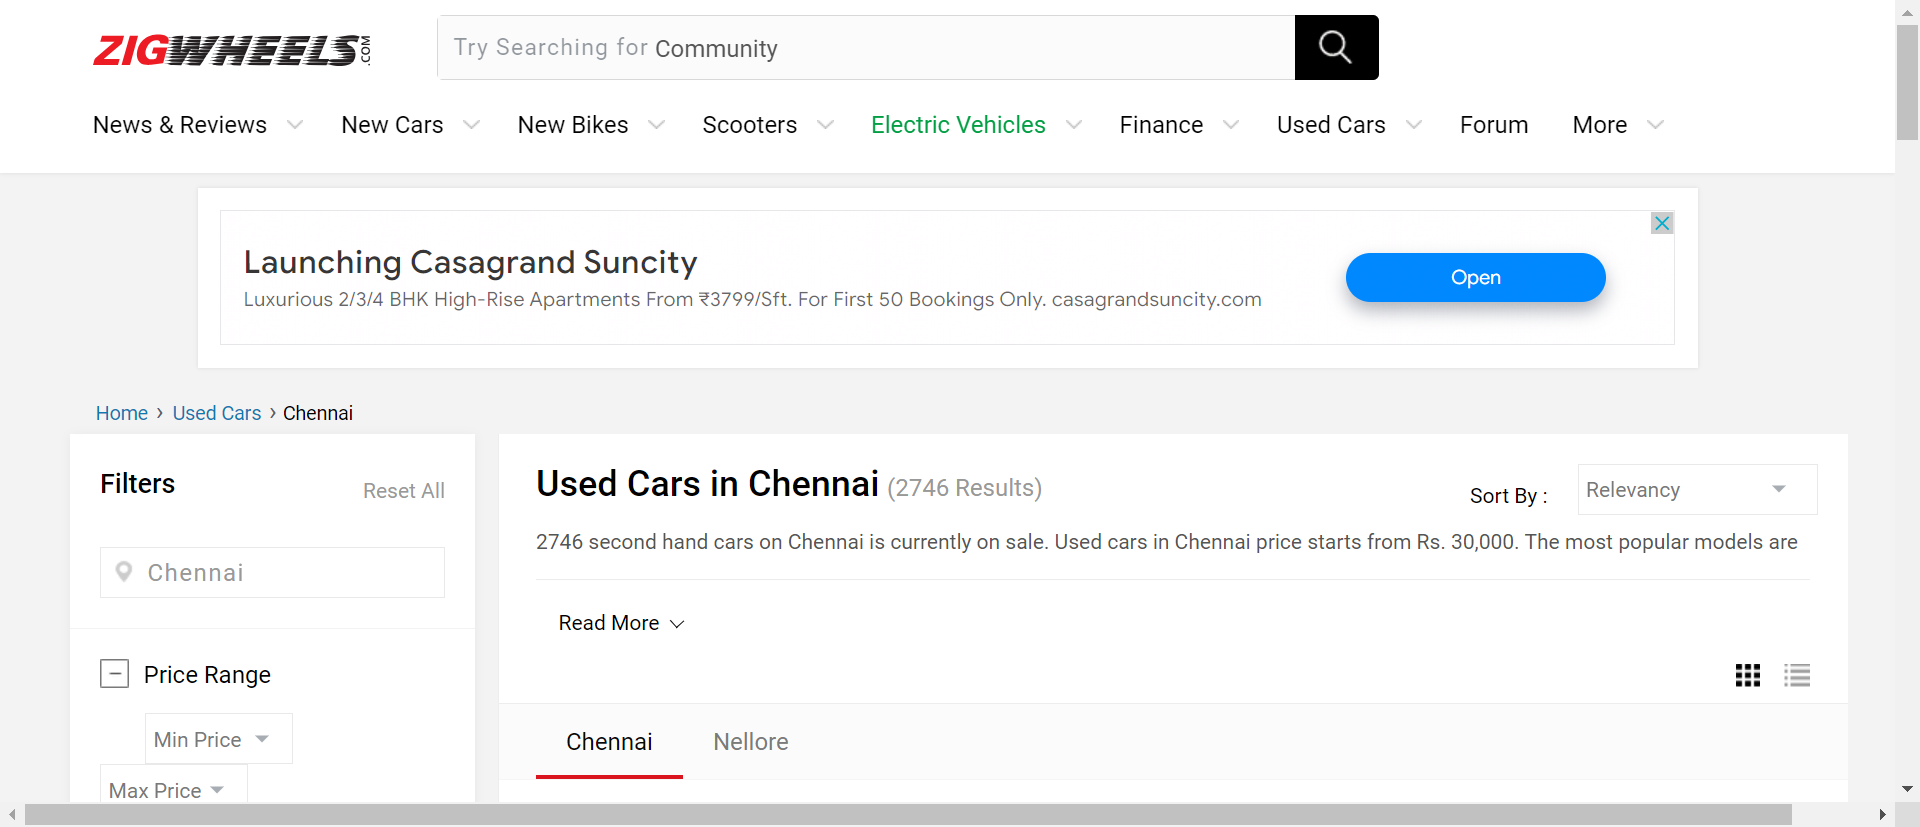 ZIGWHEELS.COM
Try Searching for Community
News & Reviews New Cars New Bikes Scooters Electric Vehicles Finance Used Cars Forum More
Launching Casagrand Suncity
Luxurious 2/3/4 BHK High-Rise Apartments From ₹3799/Sft. For First 50 Bookings Only. casagrandsuncity.com
Open
Home › Used Cars › Chennai
Filters
Reset All
Chennai
Price Range
Min Price
Max Price
Used Cars in Chennai (2746 Results)
Sort By :
Relevancy
2746 second hand cars on Chennai is currently on sale. Used cars in Chennai price starts from Rs. 30,000. The most popular models are
Read More
Chennai Nellore